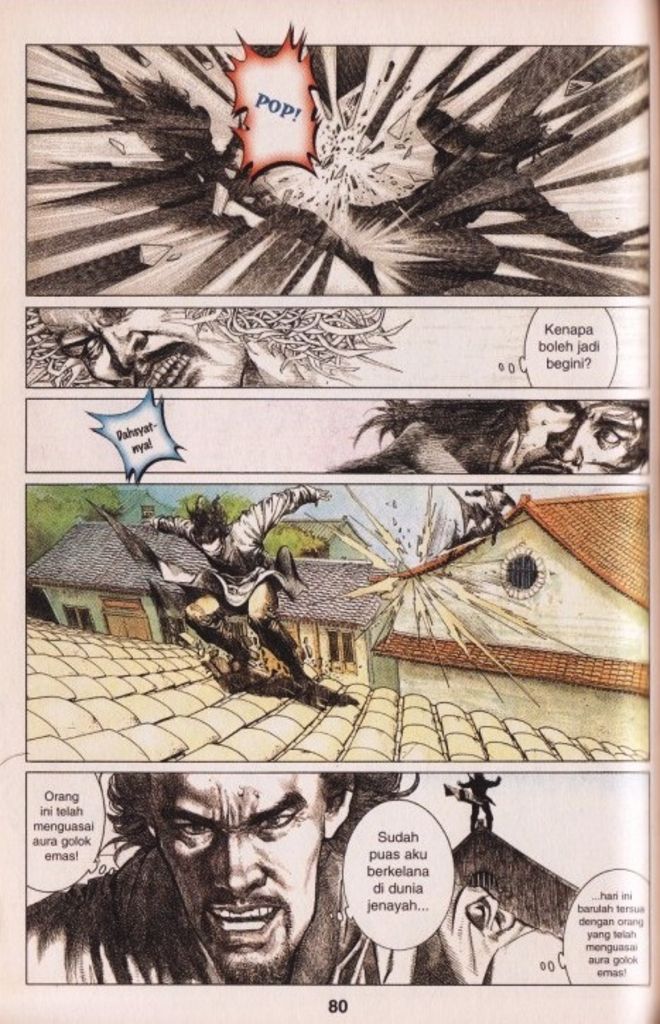 POP!
Kenapa
boleh jadi
begini?
Dahsyat-
nya!
Orang
ini telah
menguasai
aura golok
emas!
Sudah
puas aku
berkelana
di dunia
jenayah...
...hari ini
barulah tersua
dengan orang
yang telah
menguasai
aura golok
emas!
80